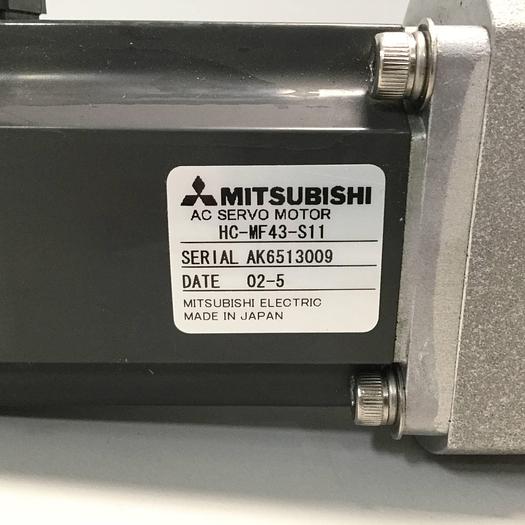 MITSUBISHI
AC SERVO MOTOR
HC-MF43-S11
SERIAL AK6513009
DATE 02-5
MITSUBISHI ELECTRIC
MADE IN JAPAN